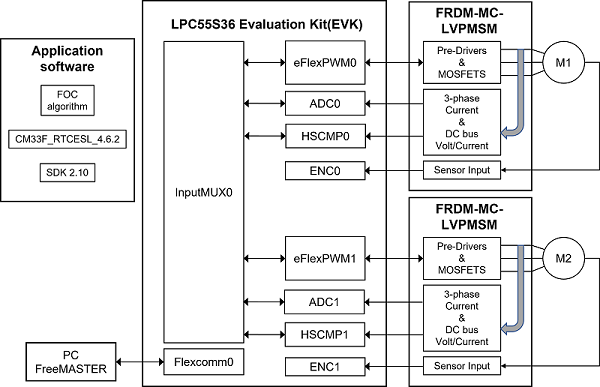 Application
software
FOC
algorithm
CM33F_RTCESL_4.6.2
SDK 2.10
PC
FreeMASTER
LPC55S36 Evaluation Kit(EVK)
InputMUX0
Flexcomm0
eFlexPWM0
ADC0
HSCMP0
ENC0
eFlexPWM1
ADC1
HSCMP1
ENC1
FRDM-MC-
LVPMSM
Pre-Drivers
&
MOSFETS
3-phase
Current
&
DC bus
Volt/Current
Sensor Input
M1
FRDM-MC-
LVPMSM
Pre-Drivers
&
MOSFETS
3-phase
Current
&
DC bus
Volt/Current
Sensor Input
M2